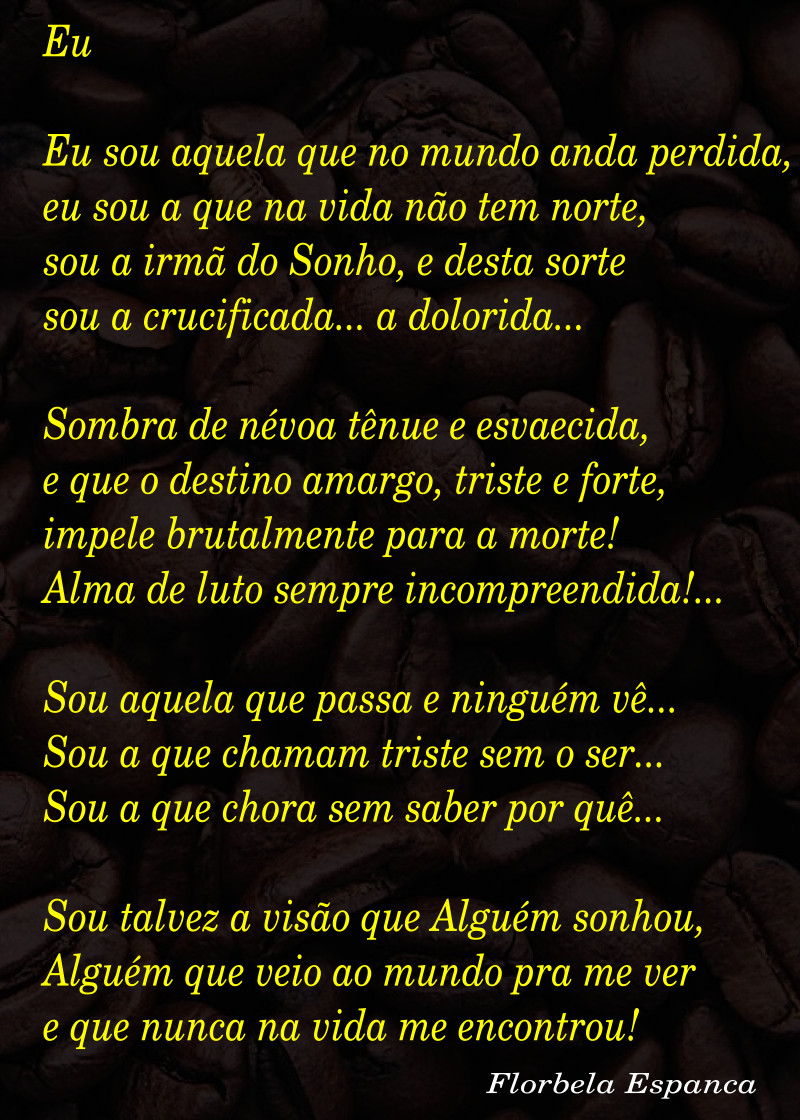 Eu
Eu sou aquela que no mundo anda perdida,
eu sou a que na vida não tem norte,
sou a irmã do Sonho, e desta sorte
sou a crucificada... a dolorida...
Sombra de névoa tênue e esvaecida,
e que o destino amargo, triste e forte,
impele brutalmente para a morte!
Alma de luto sempre incompreendida!...
Sou aquela que passa e ninguém vê...
Sou a que chamam triste sem o ser...
Sou a que chora sem saber por quê...
Sou talvez a visão que Alguém sonhou,
Alguém que veio ao mundo pra me ver
e que nunca na vida me encontrou!
Florbela Espanca